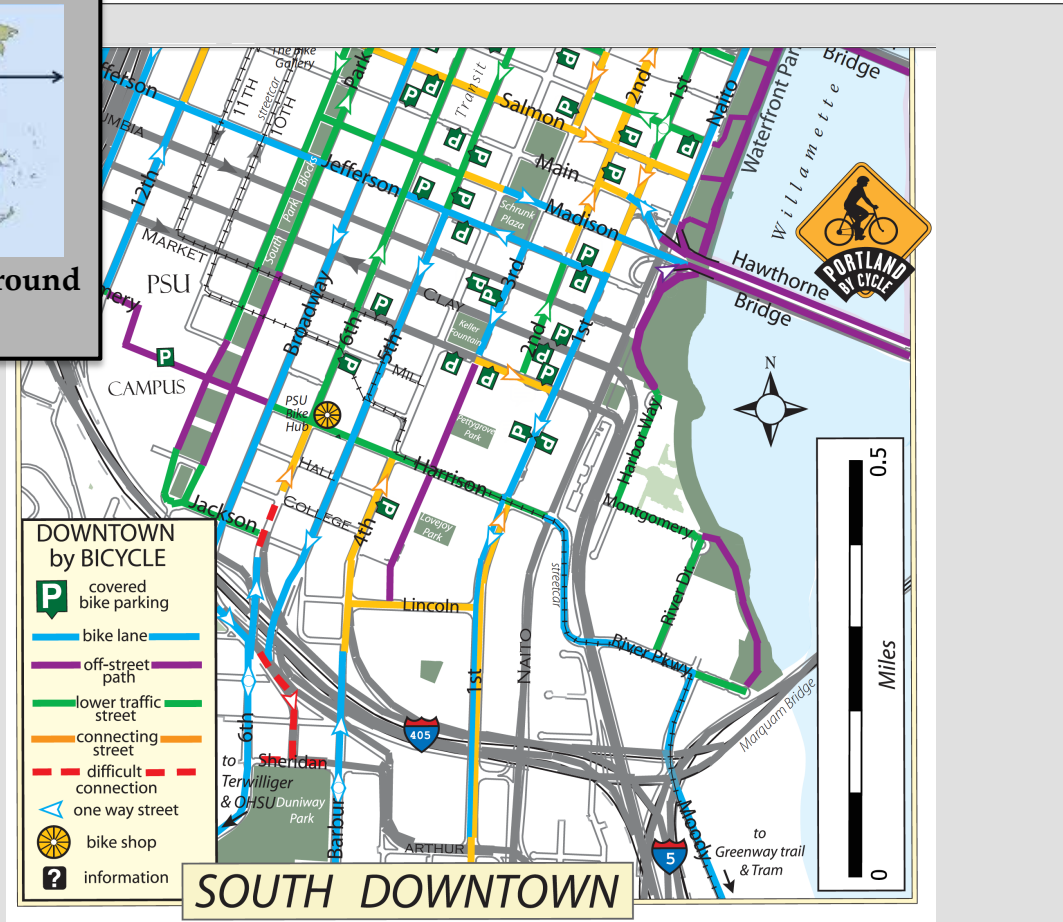 round
The Bike
Gallery
Park
Transit
2nd
1st
Naito
Waterfront Par
Bridge
Willamette
fferson
11TH
streetcar
10TH
Salmon
Main
UMBIA
Blocks
Jefferson
12th
Park
Schrunk
Plaza
Madison
PORTLAND
BY CYCLE
MARKET
South
Hawthorne
Bridge
PSU
3rd
CLAY
nery
Broadway
6th
5th
Keller
Fountain
2nd
1st
N
CAMPUS
MILL
PSU
Bike
Hub
Pettygrove
Park
Harbor Way
0.5
HALL
Harrison
Montgomery
Jackson
COLLEGE
4th
Lovejoy
Park
DOWNTOWN
by BICYCLE
P covered
bike parking
bike lane
off-street
path
lower traffic
street
connecting
street
difficult
connection
one way street
bike shop
? information
streetcar
River Dr.
Lincoln
River Pkwy
NAITO
1st
Miles
Marquam Bridge
6th
405
to
Terwilliger
& OHSU
Sheridan
Duniway
Park
Barbur
Moody
ARTHUR
5
to
Greenway trail
& Tram
0
SOUTH DOWNTOWN